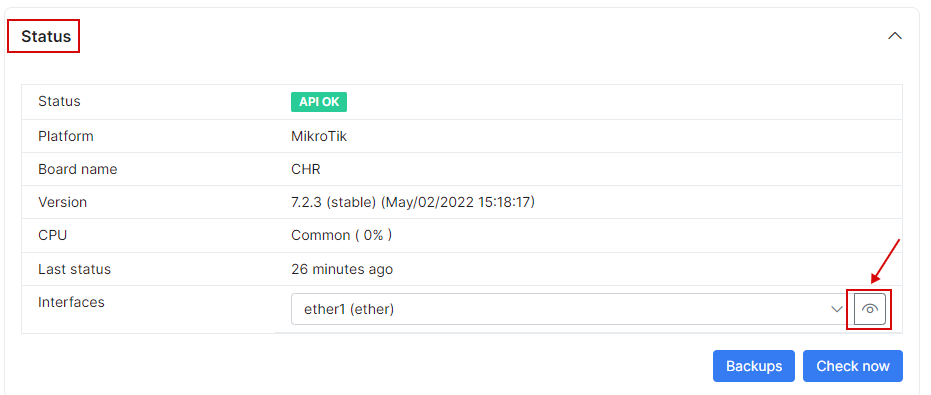 Status
Status API OK
Platform MikroTik
Board name CHR
Version 7.2.3 (stable) (May/02/2022 15:18:17)
CPU Common ( 0% )
Last status 26 minutes ago
Interfaces ether1 (ether)
Backups Check now